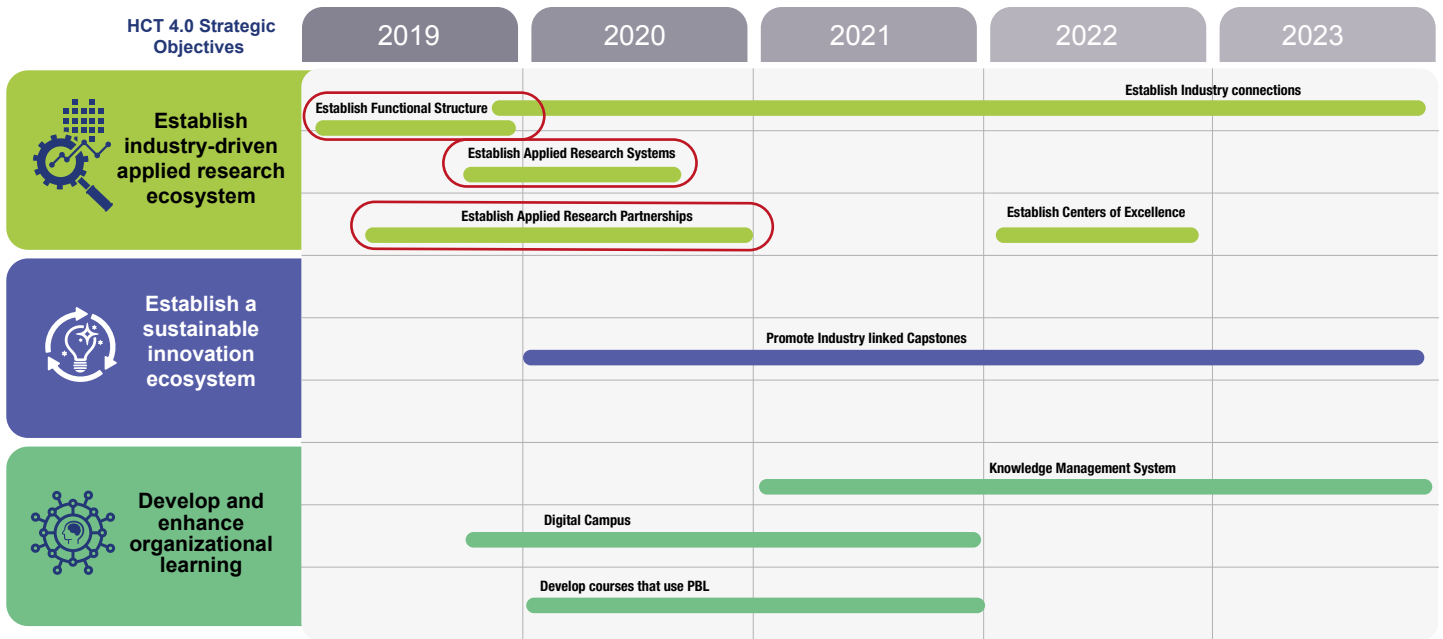 HCT 4.0 Strategic
Objectives
2019
2020
2021
2022
2023
Establish
industry-driven
applied research
ecosystem
Establish Functional Structure
Establish Industry connections
Establish Applied Research Systems
Establish Applied Research Partnerships
Establish Centers of Excellence
Establish a
sustainable
innovation
ecosystem
Promote Industry linked Capstones
Develop and
enhance
organizational
learning
Knowledge Management System
Digital Campus
Develop courses that use PBL